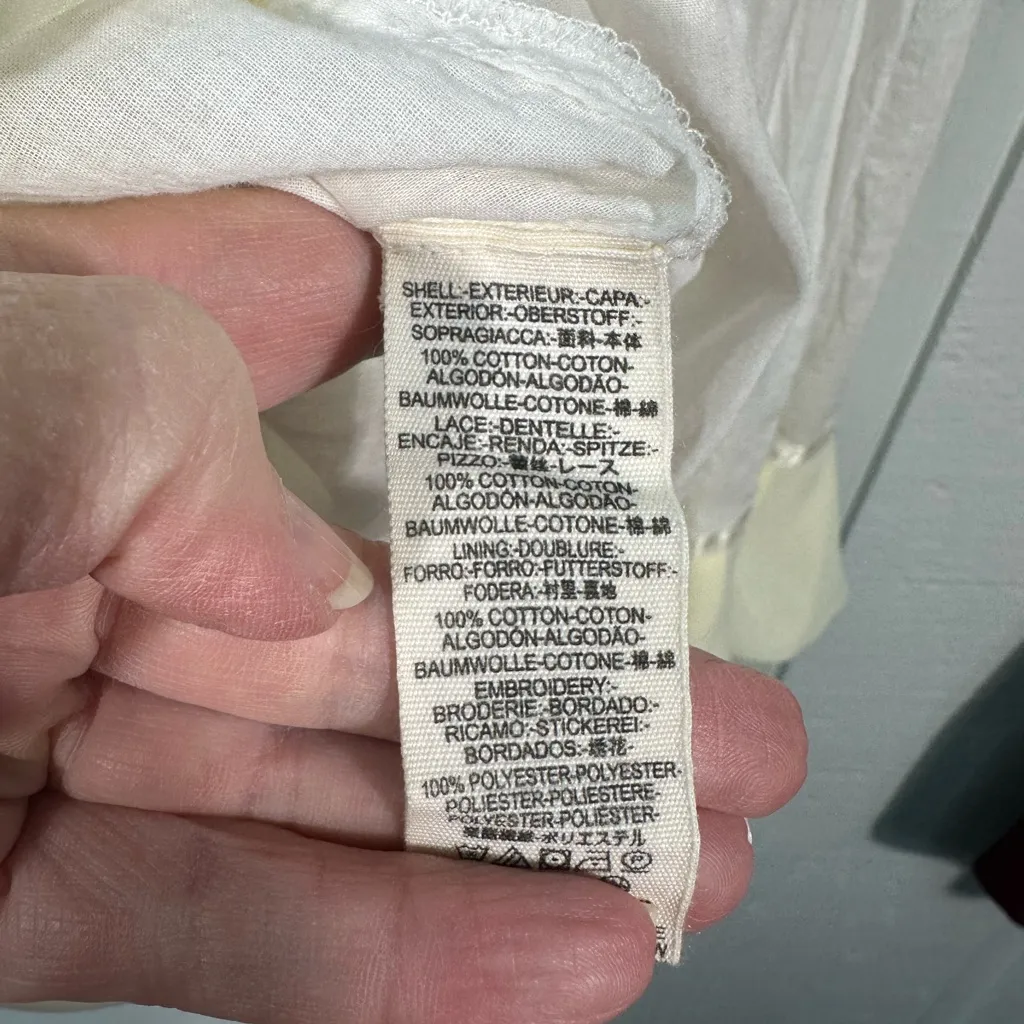 SHELL:-EXTERIEUR:-CAPA:-
EXTERIOR:-OBERSTOFF:-
SOPRAGIACCA:-面料-本体
100% COTTON-COTON-
ALGODÓN-ALGODÃO-
BAUMWOLLE-COTONE-棉-綿
LACE:-DENTELLE:-
ENCAJE:-RENDA:-SPITZE:-
PIZZO:-蕾丝-レース
100% COTTON-COTON-
ALGODÓN-ALGODÃO-
BAUMWOLLE-COTONE-棉-綿
LINING:-DOUBLURE:-
FORRO:-FORRO:-FUTTERSTOFF:-
FODERA:-衬里-裏地
100% COTTON-COTON-
ALGODÓN-ALGODÃO-
BAUMWOLLE-COTONE-棉-綿
EMBROIDERY:-
BRODERIE:-BORDADO:-
RICAMO:-STICKEREI:-
BORDADOS:-绣花-
100% POLYESTER-POLYESTER-
POLIESTER-POLIESTERE-
POLYESTER-POLIESTER-
ポリエステル